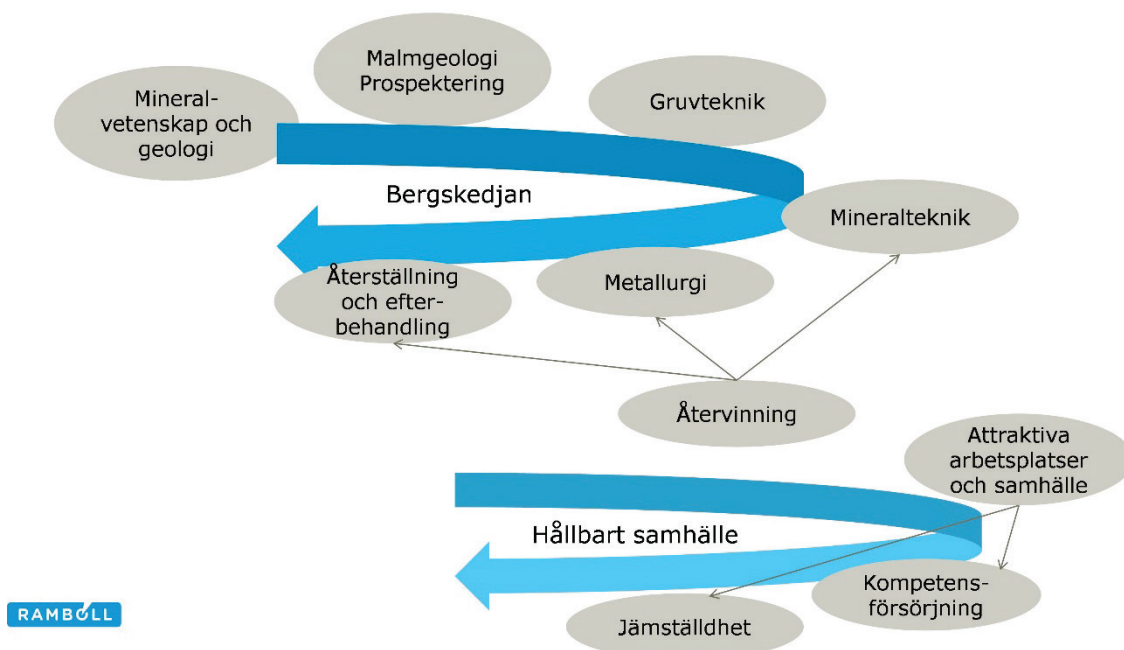 Malmgeologi
Prospektering
Mineral-
vetenskap och
geologi
Gruvteknik
Bergskedjan
Mineralteknik
Återställning
och efter-
behandling
Metallurgi
Återvinning
Attraktiva
arbetsplatser
och samhälle
Hållbart samhälle
Kompetens-
försörjning
Jämställdhet
RAMBOLL